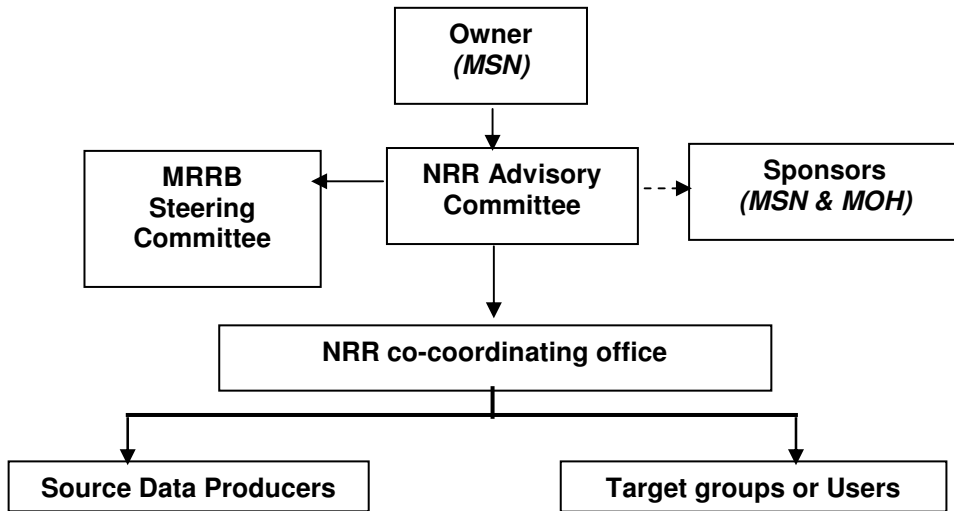 Owner
(MSN)
MRRB
Steering
Committee
NRR Advisory
Committee
Sponsors
(MSN & MOH)
NRR co-coordinating office
Source Data Producers
Target groups or Users